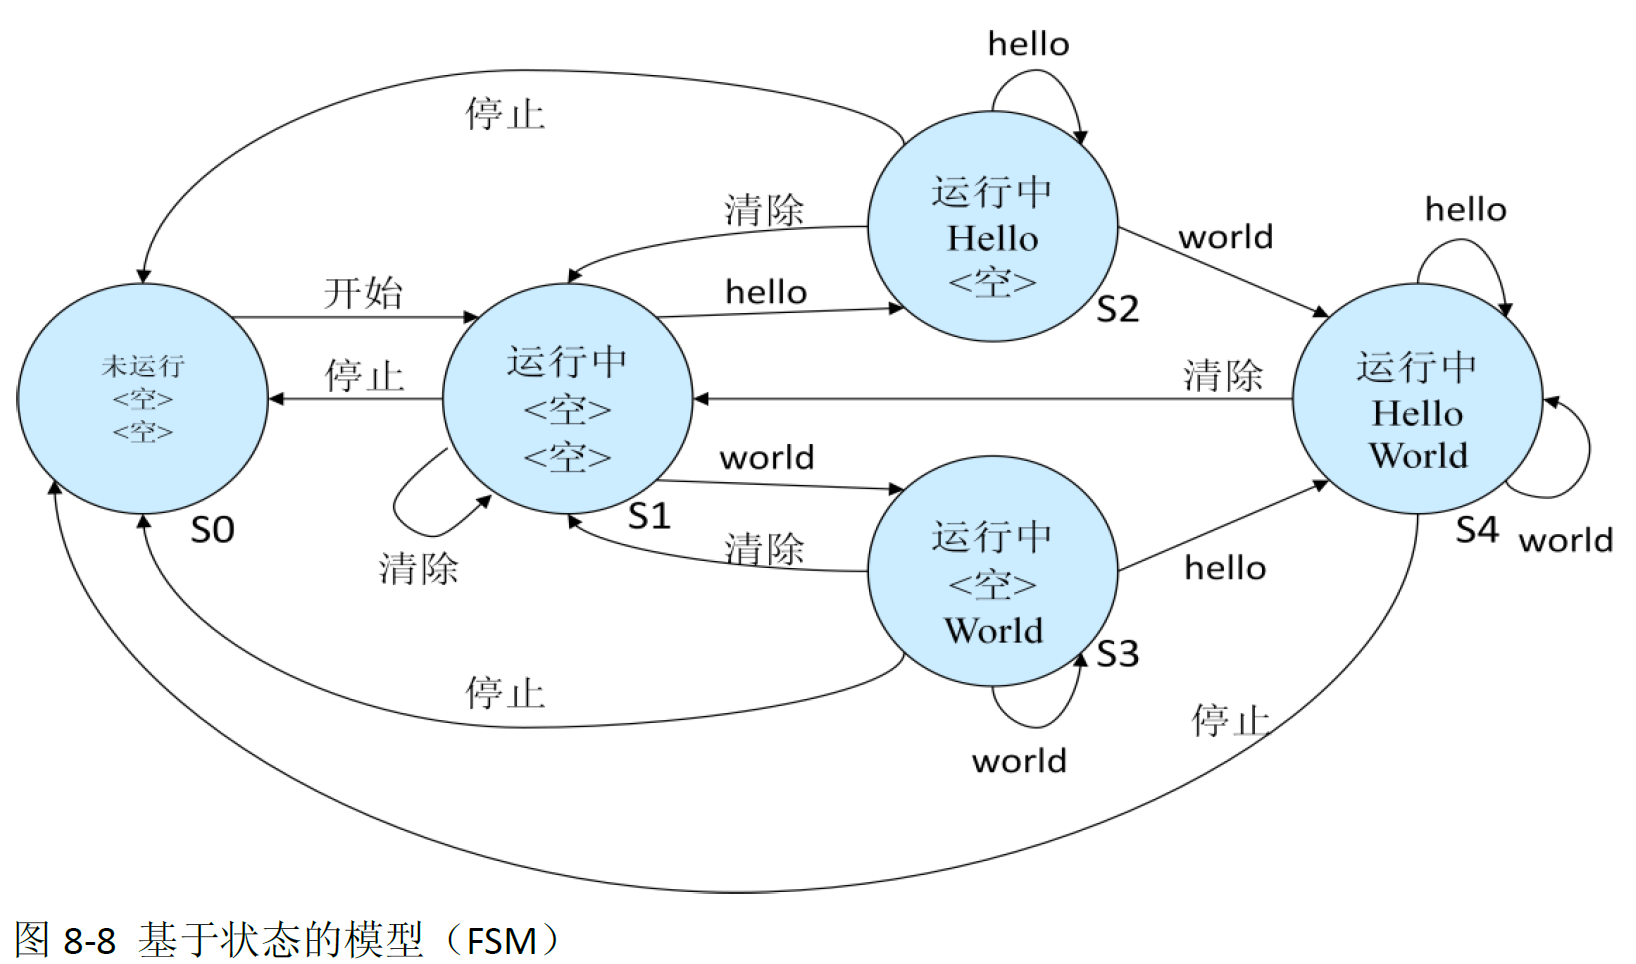 hello
停止
运行中
Hello
<空>
S2
清除
hello
world
hello
开始
停止
未运行
<空>
<空>
S0
运行中
<空>
<空>
S1
清除
清除
运行中
Hello
World
S4
world
world
清除
运行中
<空>
World
S3
hello
停止
world
停止
图 8-8 基于状态的模型（FSM）